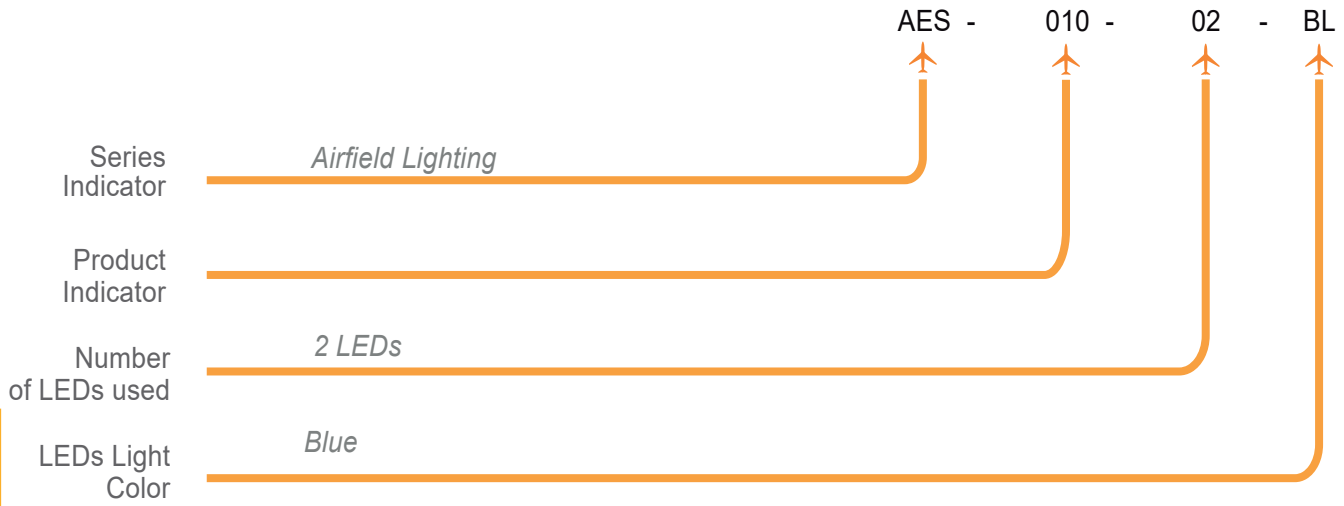 AES - 010 - 02 - BL
Series
Indicator
Airfield Lighting
Product
Indicator
Number
of LEDs used
2 LEDs
LEDs Light
Color
Blue